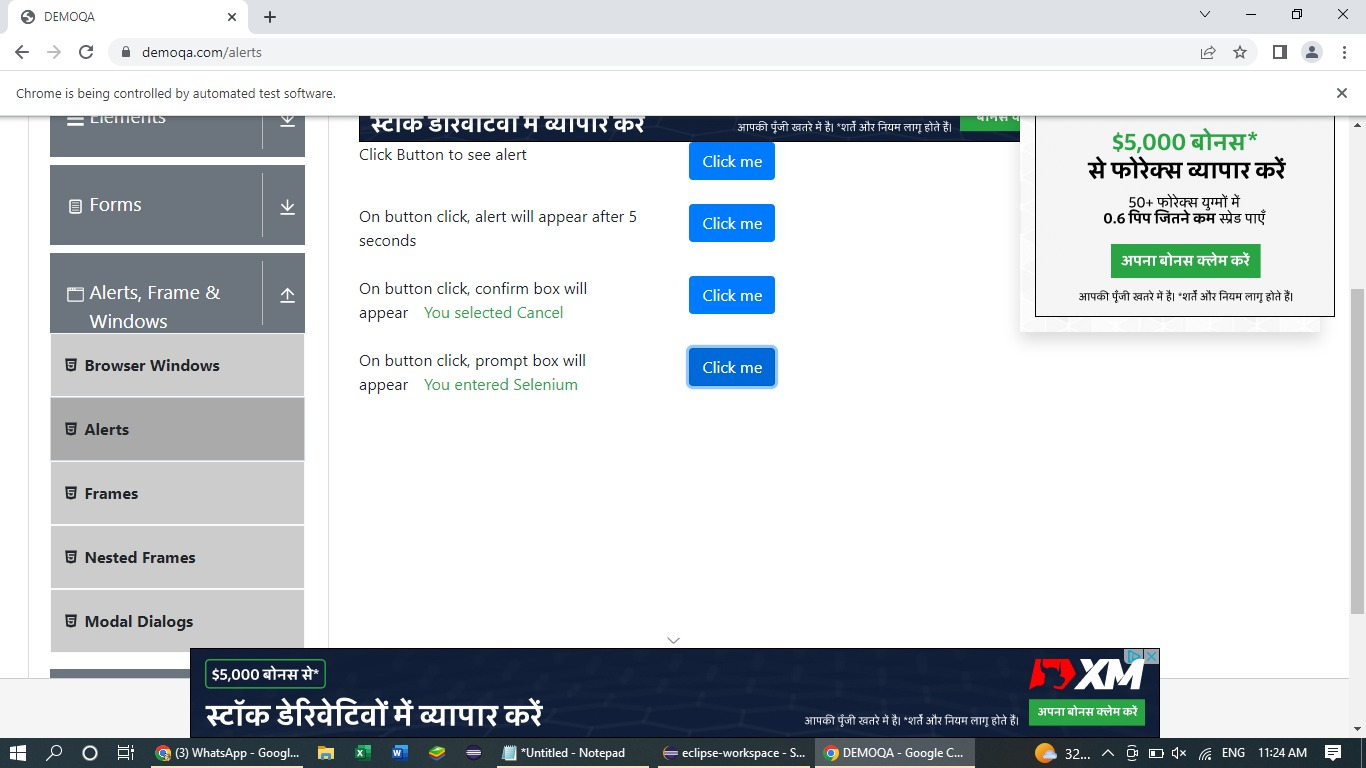 DEMOQA
demoqa.com/alerts
Chrome is being controlled by automated test software.
Elements
Forms
Alerts, Frame &
Windows
Browser Windows
Alerts
Frames
Nested Frames
Modal Dialogs
स्टॉक डेरिवेटिवों में व्यापार करें
आपकी पूँजी खतरे में है। *शर्तें और नियम लागू होते हैं।
Click Button to see alert
Click me
On button click, alert will appear after 5
seconds
Click me
On button click, confirm box will
appear You selected Cancel
Click me
On button click, prompt box will
appear You entered Selenium
Click me
$5,000 बोनस*
से फोरेक्स व्यापार करें
50+ फोरेक्स युग्मों में
0.6 पिप जितने कम स्प्रेड पाएँ
अपना बोनस क्लेम करें
आपकी पूँजी खतरे में है। *शर्तें और नियम लागू होते हैं।
$5,000 बोनस से*
स्टॉक डेरिवेटिवों में व्यापार करें
आपकी पूँजी खतरे में है। *शर्तें और नियम लागू होते हैं।
XM
अपना बोनस क्लेम करें
(3) WhatsApp - Googl...
*Untitled - Notepad
eclipse-workspace - S...
DEMOQA - Google C...
32...
ENG
11:24 AM